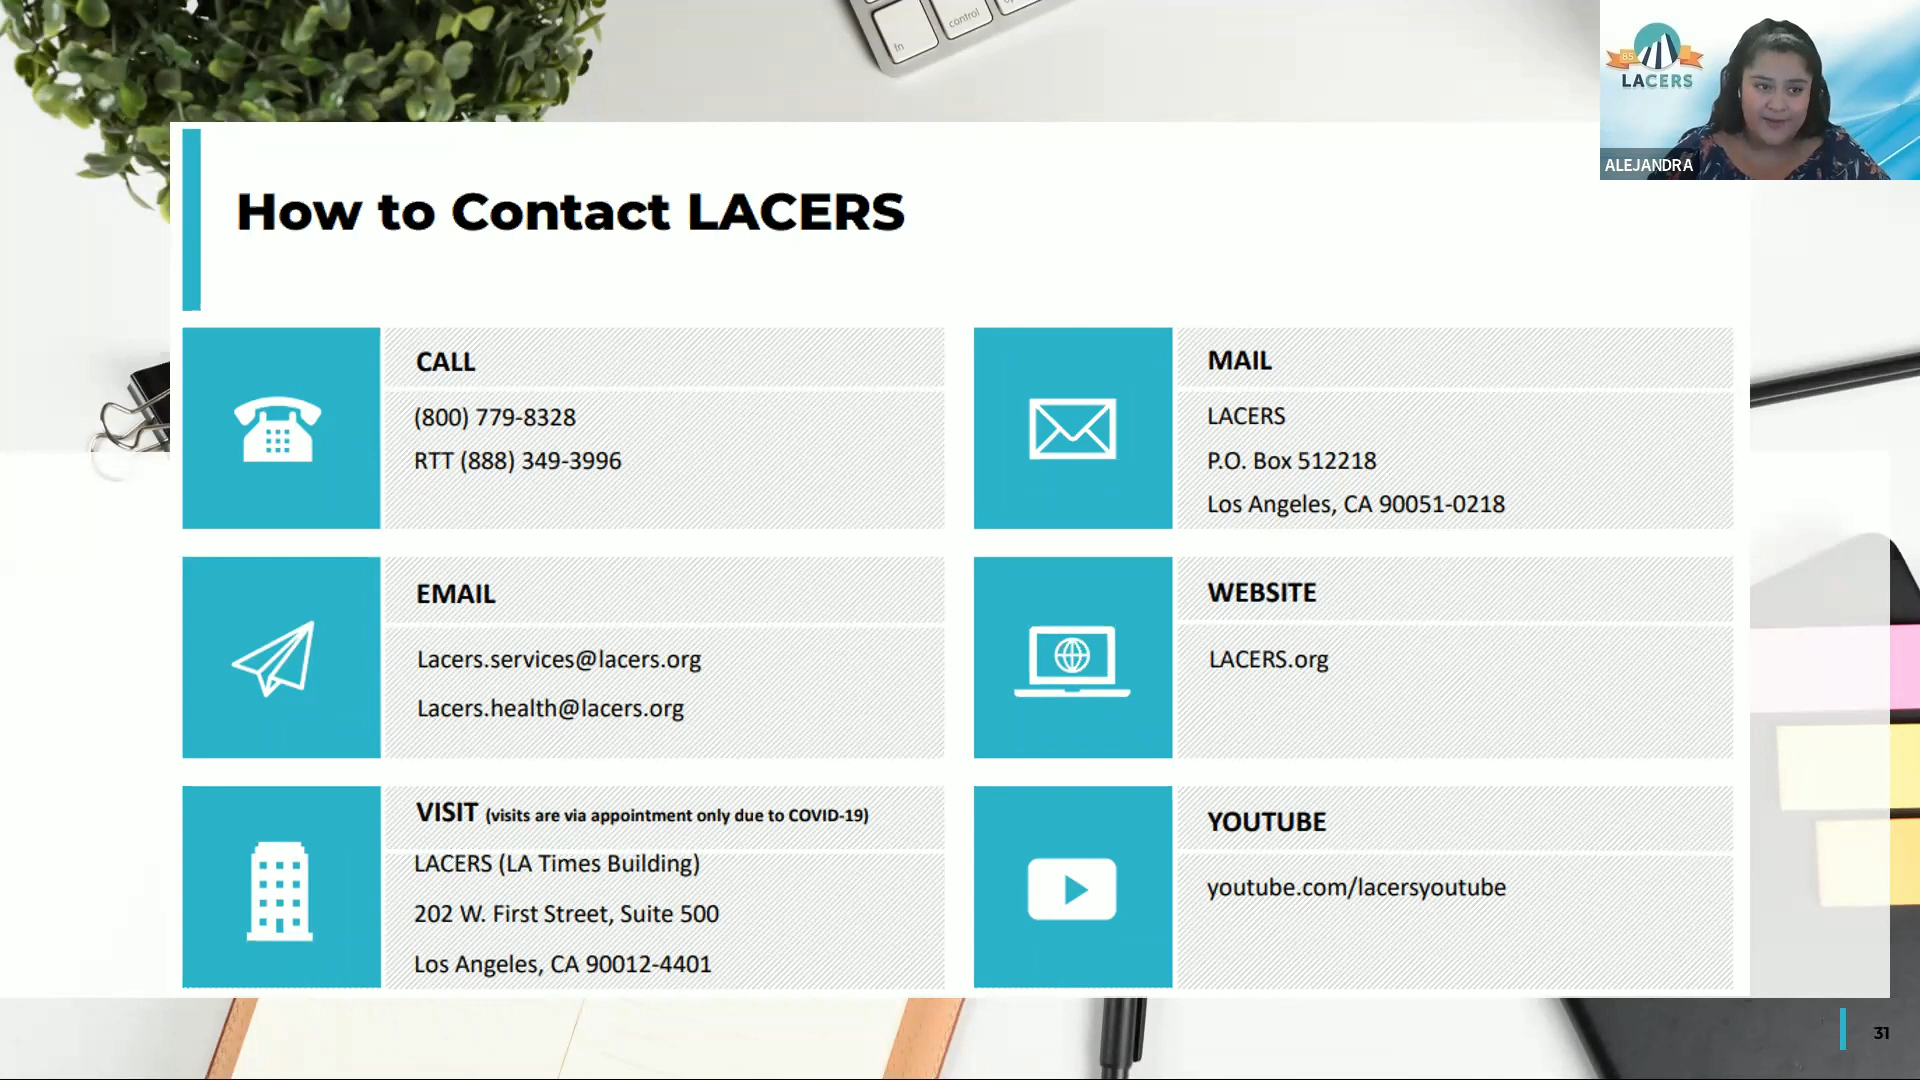 fn
control
85
LACERS
ALEJANDRA
How to Contact LACERS
CALL
(800) 779-8328
RTT (888) 349-3996
MAIL
LACERS
P.O. Box 512218
Los Angeles, CA 90051-0218
EMAIL
Lacers.services@lacers.org
Lacers.health@lacers.org
WEBSITE
LACERS.org
VISIT (visits are via appointment only due to COVID-19)
LACERS (LA Times Building)
202 W. First Street, Suite 500
Los Angeles, CA 90012-4401
YOUTUBE
youtube.com/lacersyoutube
31